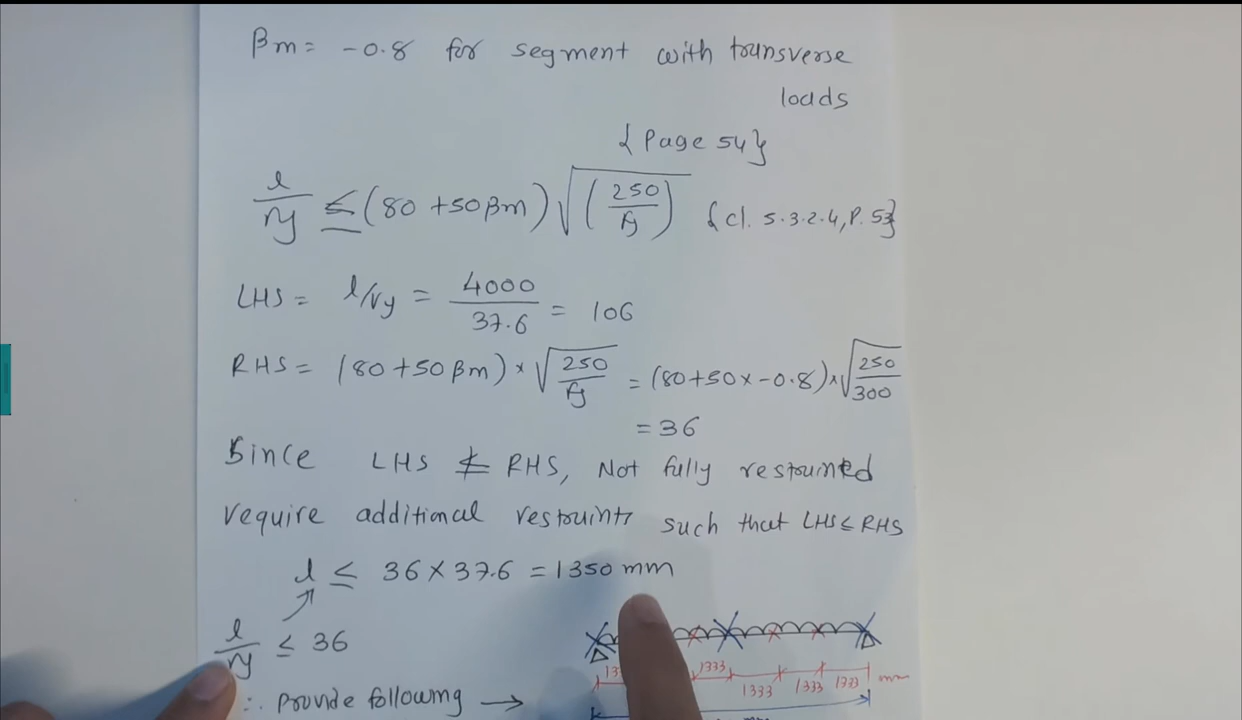 βm = -0.8 for segment with transverse
loads
{Page 54}
l/ry ≤ (80 + 50βm) √(250/fy) {cl. 5.3.2.4, P. 53}
LHS = l/ry = 4000/37.6 = 106
RHS = (80 + 50 βm) × √250/fy = (80+50x-0.8) × √250/300
= 36
Since LHS ≰ RHS, Not fully restrained
require additional restraints such that LHS ≤ RHS
l ≤ 36 × 37.6 = 1350 mm
l/ry ≤ 36
1333 1333 1333 1333 mm
∴ provide following →